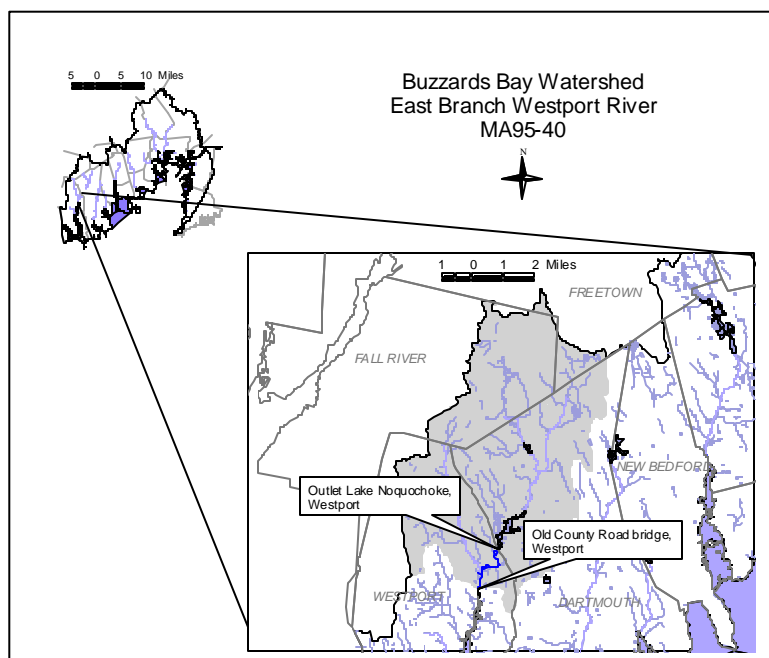 Buzzards Bay Watershed
East Branch Westport River
MA95-40
N
5 0 5 10 Miles
1 0 1 2 Miles
FREETOWN
FALL RIVER
NEW BEDFORD
Outlet Lake Noquochoke,
Westport
Old County Road bridge,
Westport
WESTPORT
DARTMOUTH